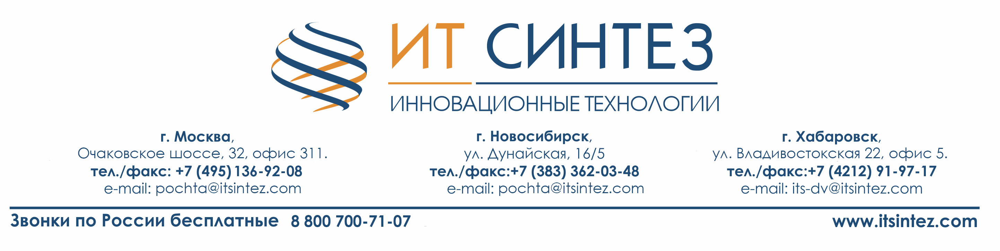 ИТ СИНТЕЗ
ИННОВАЦИОННЫЕ ТЕХНОЛОГИИ
г. Москва,
Очаковское шоссе, 32, офис 311.
тел./факс: +7 (495) 136-92-08
e-mail: pochta@itsintez.com
г. Новосибирск,
ул. Дунайская, 16/5
тел./факс:+7 (383) 362-03-48
e-mail: pochta@itsintez.com
г. Хабаровск,
ул. Владивостокская 22, офис 5.
тел./факс:+7 (4212) 91-97-17
e-mail: its-dv@itsintez.com
Звонки по России бесплатные 8 800 700-71-07
www.itsintez.com